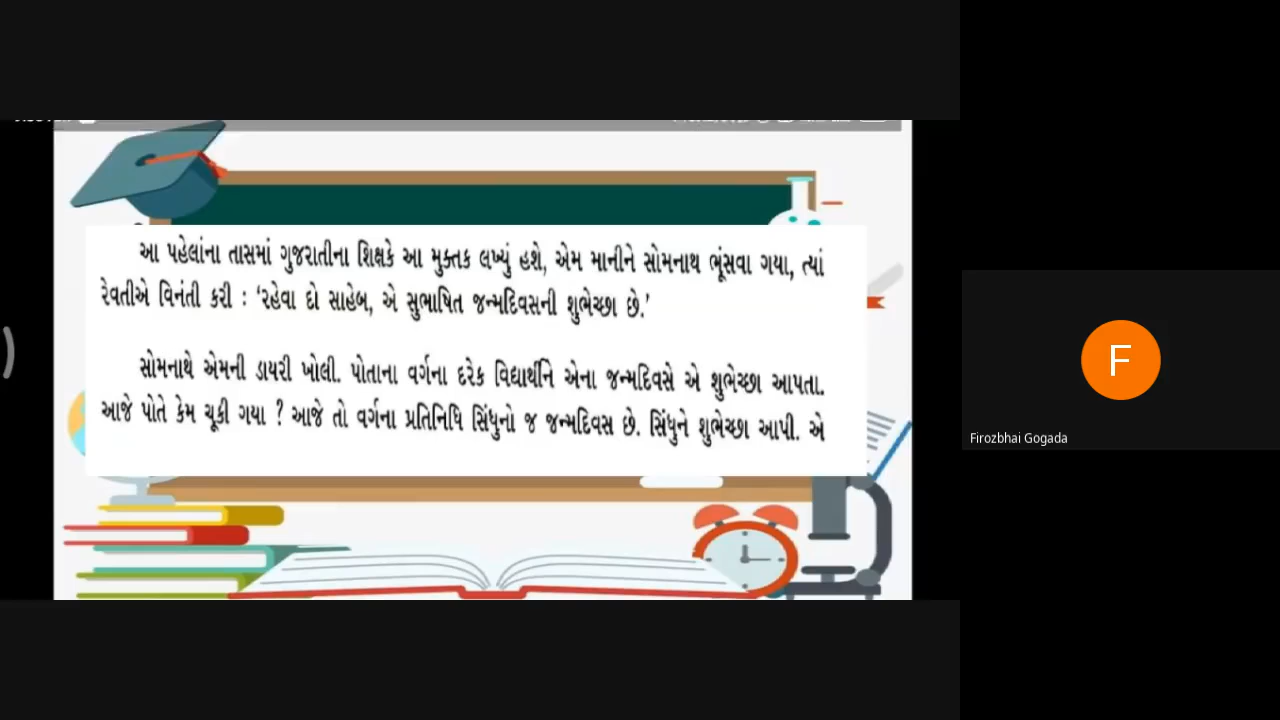 આ પહેલાંના તાસમાં ગુજરાતીના શિક્ષકે આ મુક્તક લખ્યું હશે, એમ માનીને સોમનાથ ભૂંસવા ગયા, ત્યાં
રેવતીએ વિનંતી કરી : ‘રહેવા દો સાહેબ, એ સુભાષિત જન્મદિવસની શુભેચ્છા છે.’
સોમનાથે એમની ડાયરી ખોલી. પોતાના વર્ગના દરેક વિદ્યાર્થીને એના જન્મદિવસે એ શુભેચ્છા આપતા.
આજે પોતે કેમ ચૂકી ગયા ? આજે તો વર્ગના પ્રતિનિધિ સિંધુનો જ જન્મદિવસ છે. સિંધુને શુભેચ્છા આપી. એ
F
Firozbhai Gogada